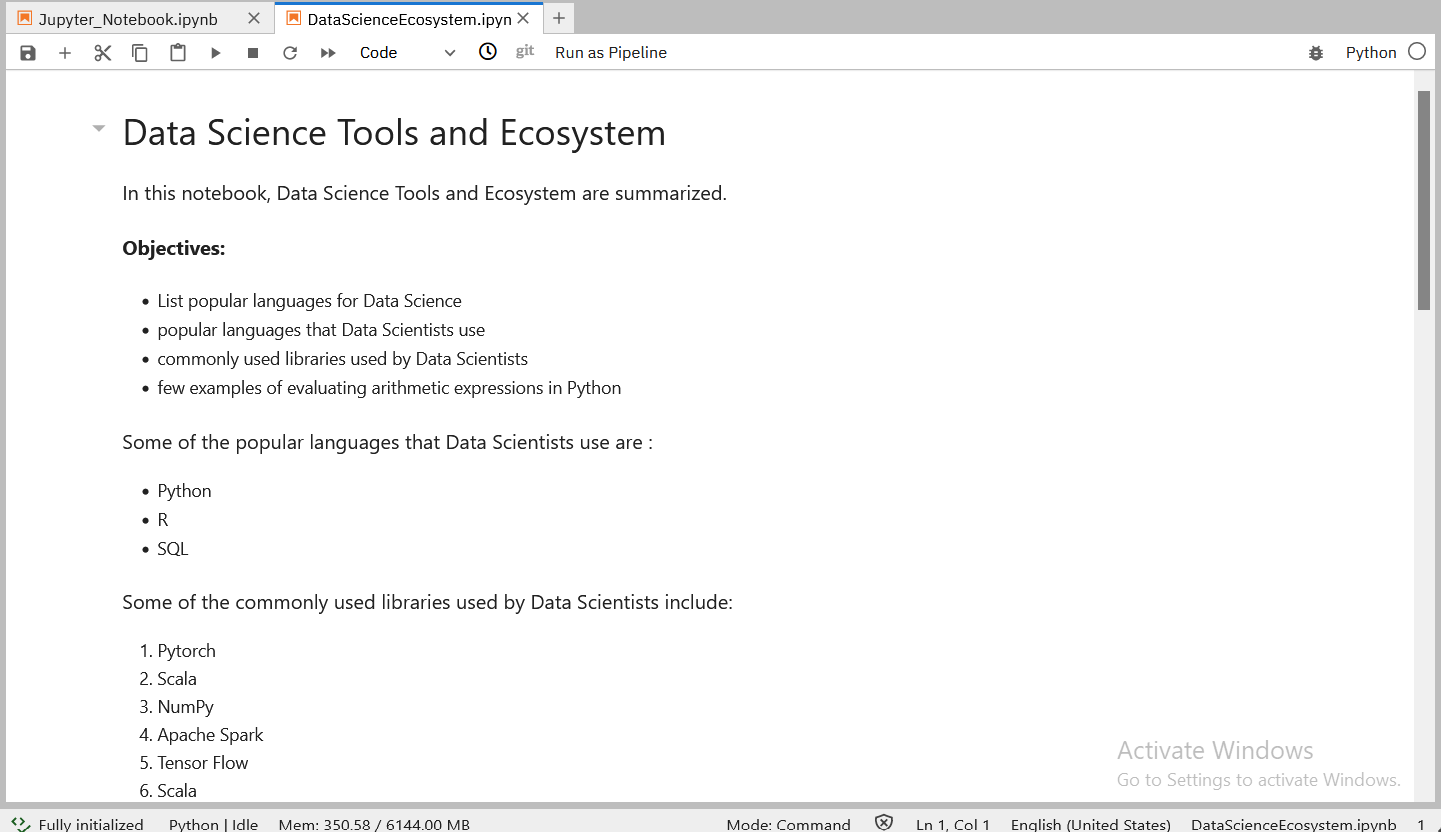 Jupyter_Notebook.ipynb
DataScienceEcosystem.ipyn
Code
git
Run as Pipeline
Python
Data Science Tools and Ecosystem
In this notebook, Data Science Tools and Ecosystem are summarized.
Objectives:
• List popular languages for Data Science
• popular languages that Data Scientists use
• commonly used libraries used by Data Scientists
• few examples of evaluating arithmetic expressions in Python
Some of the popular languages that Data Scientists use are :
• Python
• R
• SQL
Some of the commonly used libraries used by Data Scientists include:
1. Pytorch
2. Scala
3. NumPy
4. Apache Spark
5. Tensor Flow
6. Scala
Activate Windows
Go to Settings to activate Windows.
Fully initialized
Python | Idle
Mem: 350.58 / 6144.00 MB
Mode: Command
Ln 1, Col 1
English (United States)
DataScienceEcosystem.ipynb
1